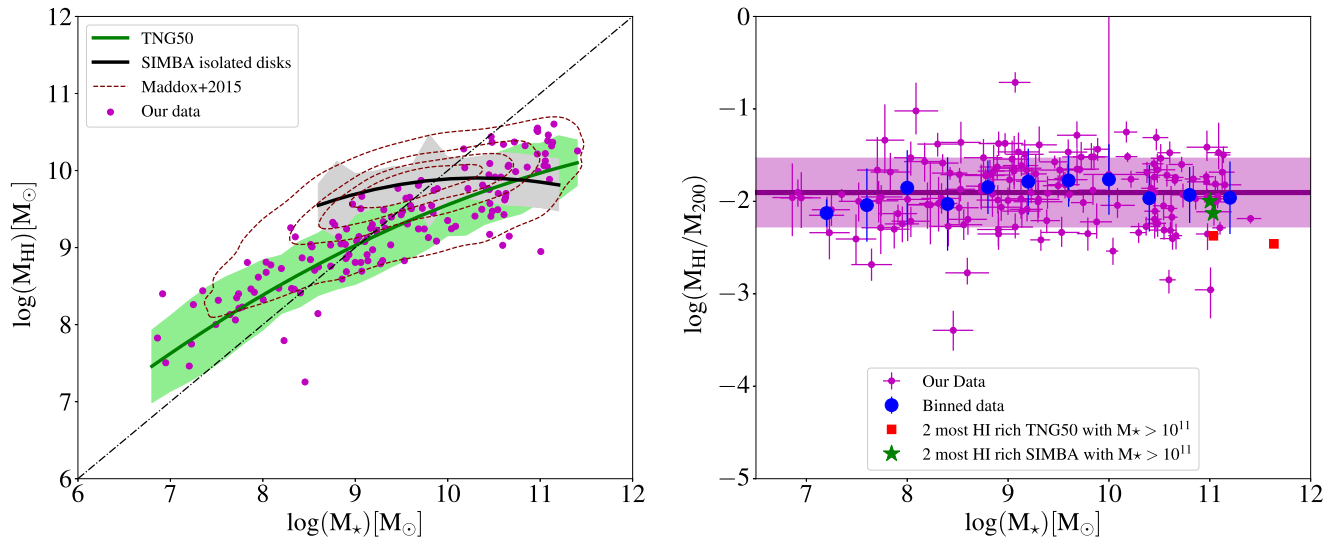 12
11
10
9
8
7
6
log(M_HI)[M_⊙]
TNG50
SIMBA isolated disks
Maddox+2015
Our data
6 7 8 9 10 11 12
log(M_⋆)[M_⊙]
−0
−1
−2
−3
−4
−5
log(M_HI/M_200)
Our Data
Binned data
2 most HI rich TNG50 with M⋆ > 10^11
2 most HI rich SIMBA with M⋆ > 10^11
7 8 9 10 11 12
log(M_⋆)[M_⊙]